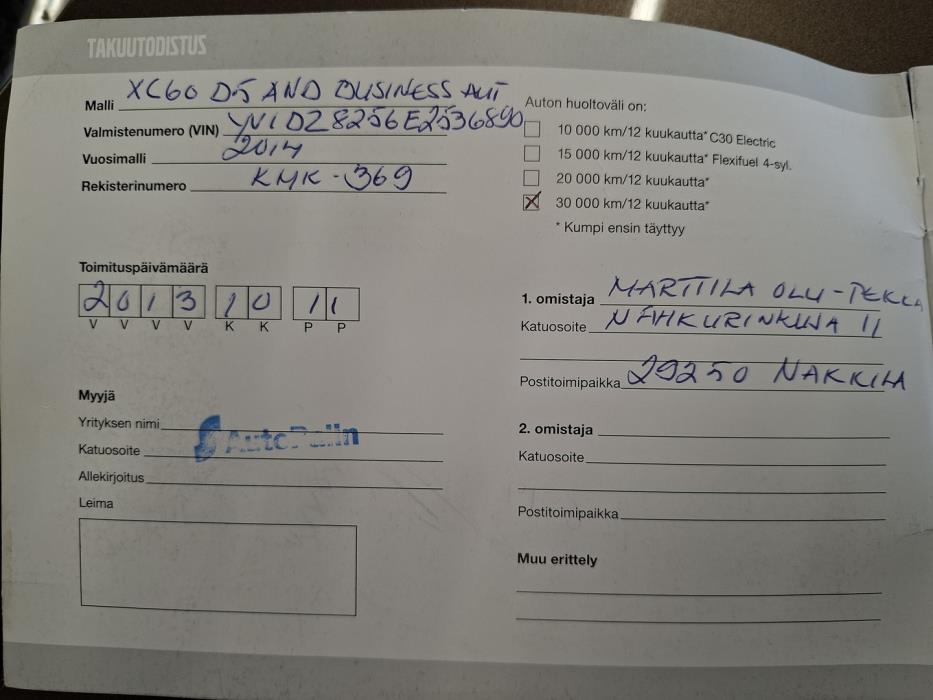 TAKUUTODISTUS
Malli XC60 D5 AWD BUSINESS AUT
Valmistenumero (VIN) YV1DZ8256E2536890
Vuosimalli 2014
Rekisterinumero KMK-369
Auton huoltoväli on:
10 000 km/12 kuukautta* C30 Electric
15 000 km/12 kuukautta* Flexifuel 4-syl.
20 000 km/12 kuukautta*
30 000 km/12 kuukautta*
* Kumpi ensin täyttyy
Toimituspäivämäärä
2013 10 11
V V V V K K P P
Myyjä
Yrityksen nimi
AutoPalin
Katuosoite
Allekirjoitus
Leima
1. omistaja MARTTILA OLLI-PEKKA
Katuosoite NAHKURINKUJA 11
Postitoimipaikka 29250 NAKKILA
2. omistaja
Katuosoite
Postitoimipaikka
Muu erittely